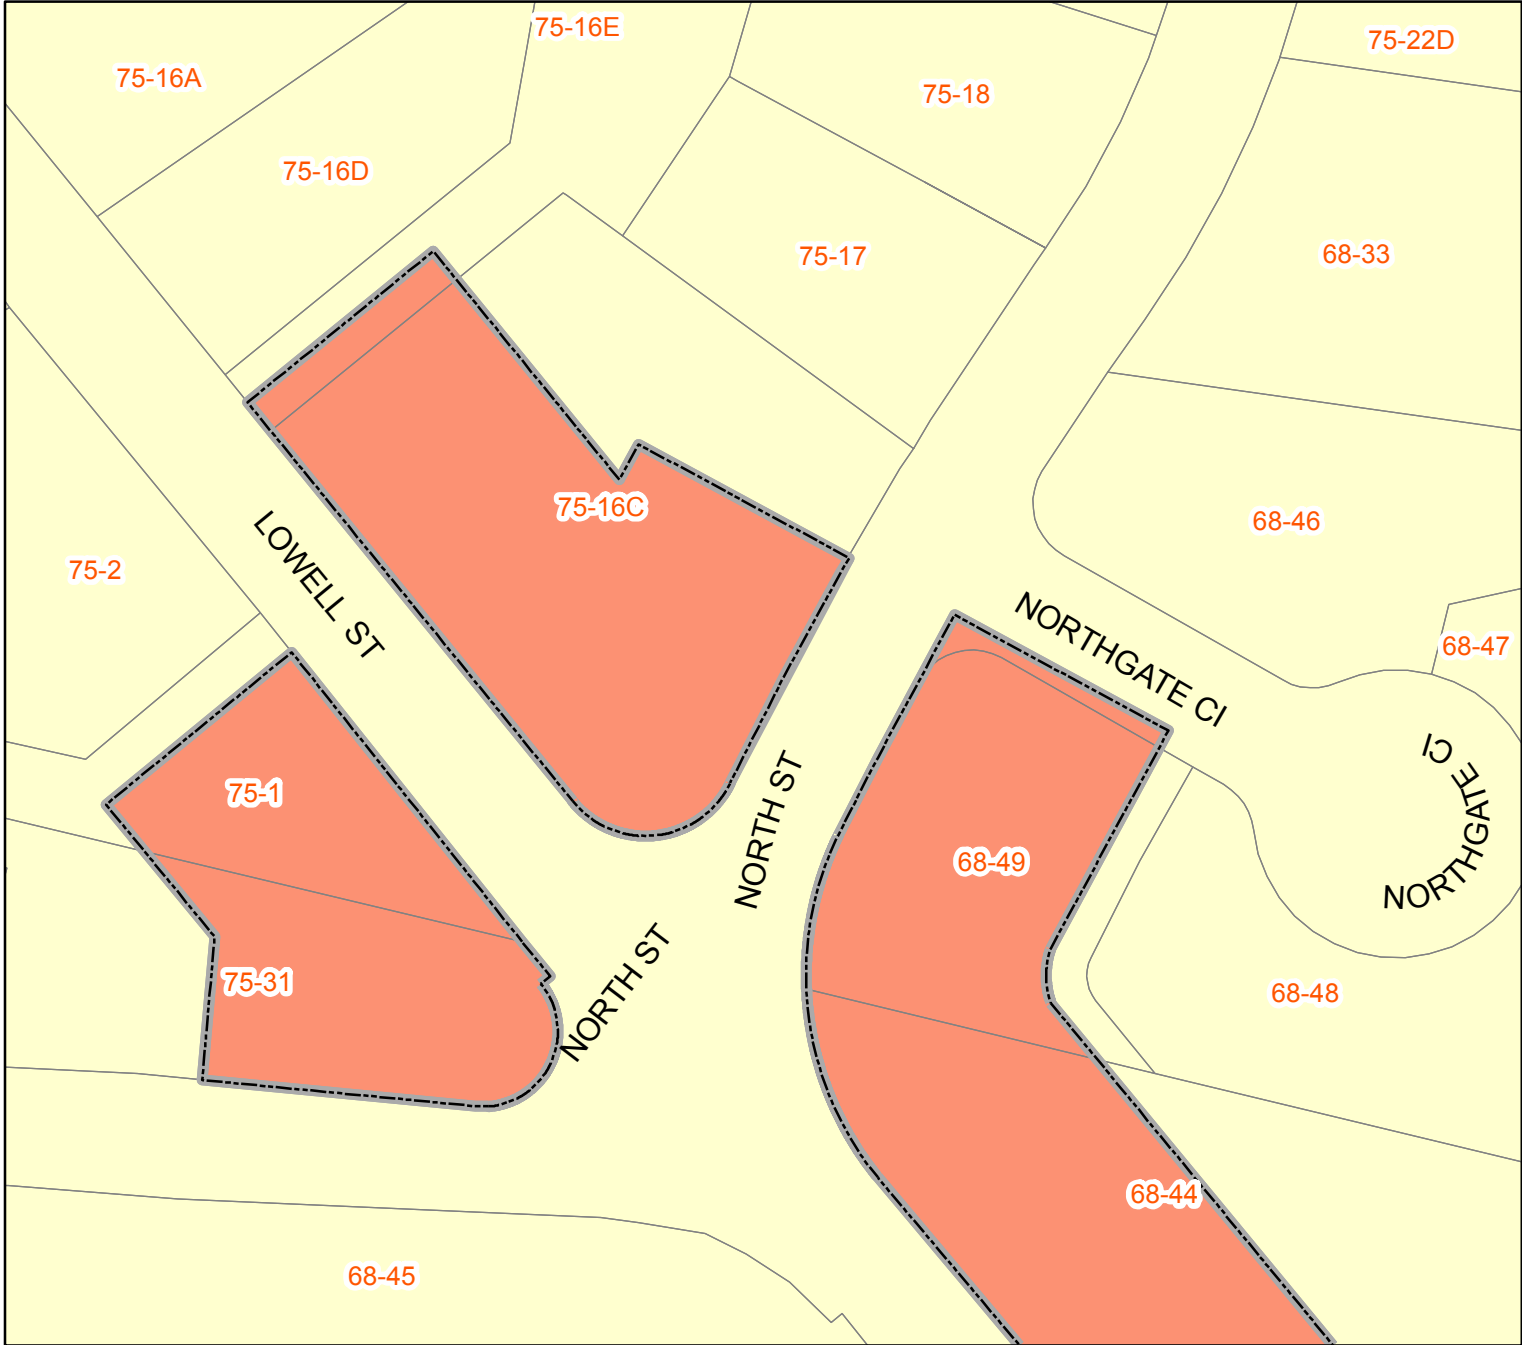 75-16E
75-22D
75-16A
75-18
75-16D
75-17
68-33
75-16C
68-46
LOWELL ST
75-2
NORTHGATE CI
68-47
NORTHGATE CI
75-1
NORTH ST
68-49
NORTH ST
75-31
68-48
68-44
68-45